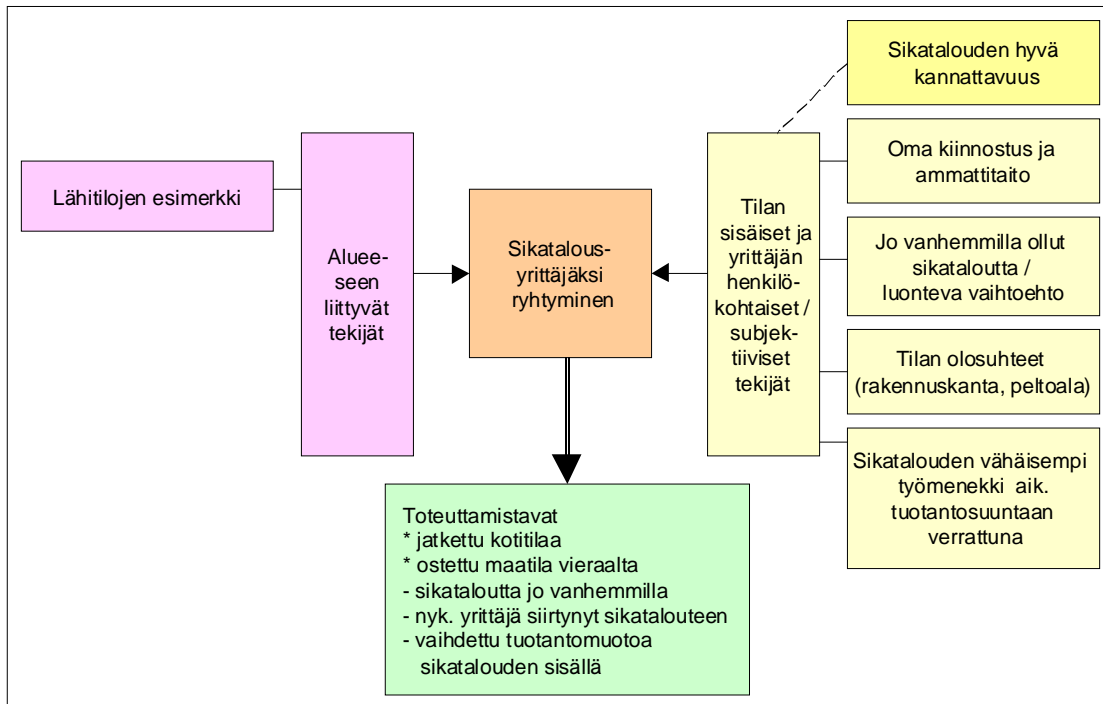 Sikatalouden hyvä
kannattavuus
Lähitilojen esimerkki
Aluee-
seen
liittyvät
tekijät
Sikatalous-
yrittäjäksi
ryhtyminen
Tilan
sisäiset ja
yrittäjän
henkilö-
kohtaiset /
subjek-
tiiviset
tekijät
Oma kiinnostus ja
ammattitaito
Jo vanhemmilla ollut
sikataloutta /
luonteva vaihtoehto
Tilan olosuhteet
(rakennuskanta, peltoala)
Sikatalouden vähäisempi
työmenekki aik.
tuotantosuuntaan
verrattuna
Toteuttamistavat
* jatkettu kotitilaa
* ostettu maatila vieraalta
- sikataloutta jo vanhemmilla
- nyk. yrittäjä siirtynyt sikatalouteen
- vaihdettu tuotantomuotoa
sikatalouden sisällä